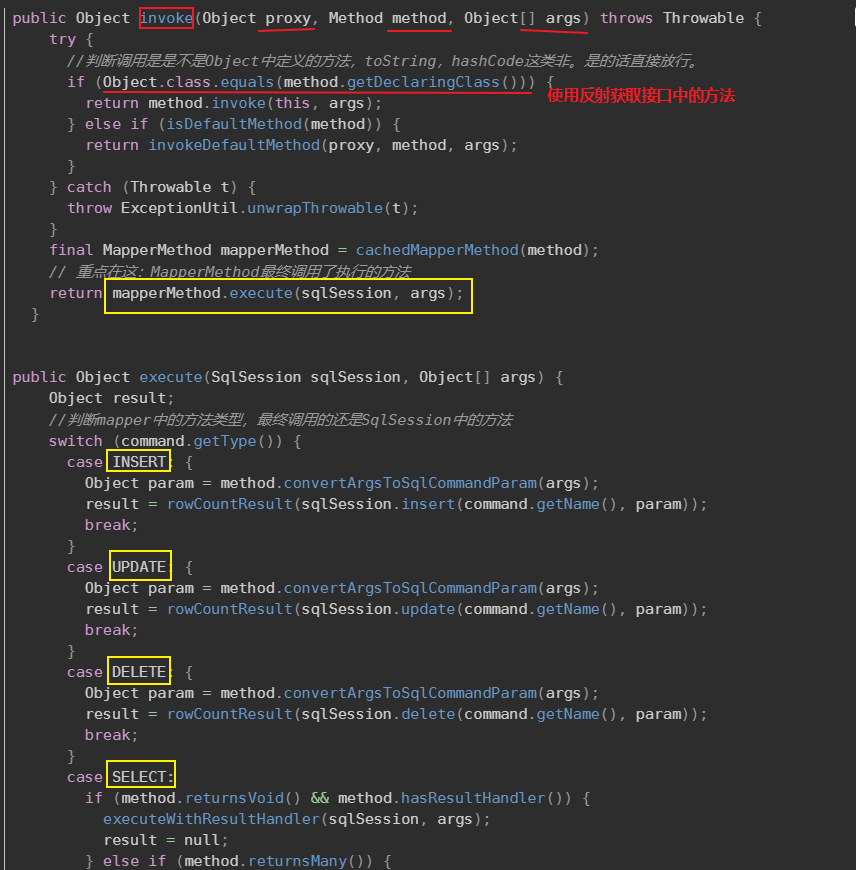 public Object invoke(Object proxy, Method method, Object[] args) throws Throwable {
    try {
      //判断调用是是不是Object中定义的方法，toString，hashCode这类非。是的话直接放行。
      if (Object.class.equals(method.getDeclaringClass())) {
使用反射获取接口中的方法
        return method.invoke(this, args);
      } else if (isDefaultMethod(method)) {
        return invokeDefaultMethod(proxy, method, args);
      }
    } catch (Throwable t) {
      throw ExceptionUtil.unwrapThrowable(t);
    }
    final MapperMethod mapperMethod = cachedMapperMethod(method);
    // 重点在这：MapperMethod最终调用了执行的方法
    return mapperMethod.execute(sqlSession, args);
  }
public Object execute(SqlSession sqlSession, Object[] args) {
    Object result;
    //判断mapper中的方法类型，最终调用的还是SqlSession中的方法
    switch (command.getType()) {
      case INSERT: {
        Object param = method.convertArgsToSqlCommandParam(args);
        result = rowCountResult(sqlSession.insert(command.getName(), param));
        break;
      }
      case UPDATE: {
        Object param = method.convertArgsToSqlCommandParam(args);
        result = rowCountResult(sqlSession.update(command.getName(), param));
        break;
      }
      case DELETE: {
        Object param = method.convertArgsToSqlCommandParam(args);
        result = rowCountResult(sqlSession.delete(command.getName(), param));
        break;
      }
      case SELECT:
        if (method.returnsVoid() && method.hasResultHandler()) {
          executeWithResultHandler(sqlSession, args);
          result = null;
        } else if (method.returnsMany()) {